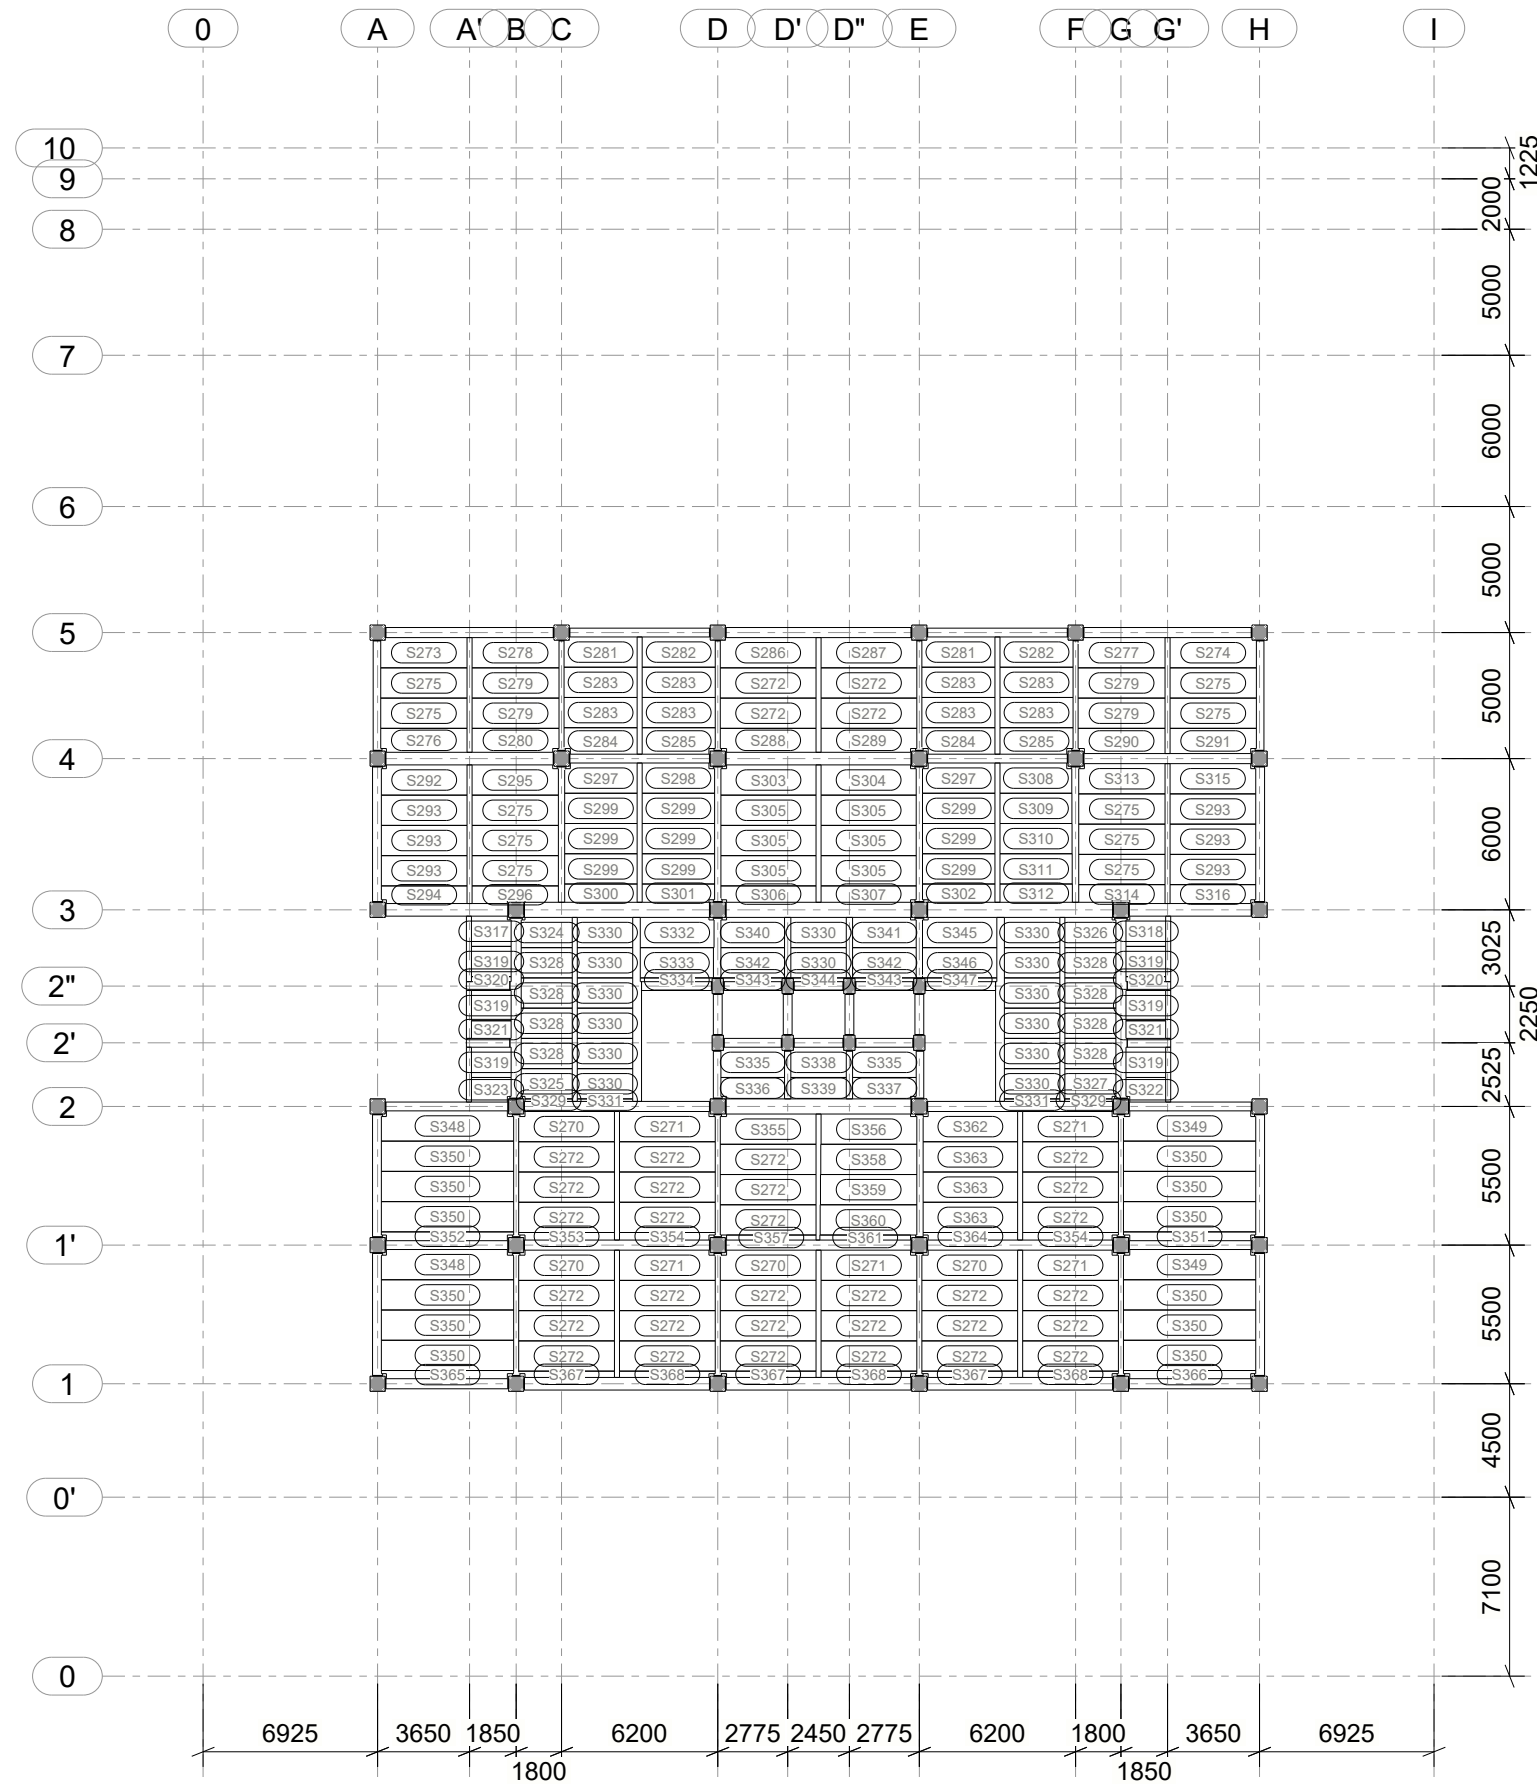 0 A A' B C D D' D" E F G G' H I
10
1225
9
2000
8
5000
7
6000
6
5000
5
S273 S278 S281 S282 S286 S287 S281 S282 S277 S274
S275 S279 S283 S283 S272 S272 S283 S283 S279 S275
5000
S275 S279 S283 S283 S272 S272 S283 S283 S279 S275
S276 S280 S284 S285 S288 S289 S284 S285 S290 S291
4
S292 S295 S297 S298 S303 S304 S297 S308 S313 S315
S293 S275 S299 S299 S305 S305 S299 S309 S275 S293
6000
S293 S275 S299 S299 S305 S305 S299 S310 S275 S293
S293 S275 S299 S299 S305 S305 S299 S311 S275 S293
S294 S296 S300 S301 S306 S307 S302 S312 S314 S316
3
S317 S324 S330 S332 S340 S330 S341 S345 S330 S326 S318
3025
S319 S328 S330 S333 S342 S330 S342 S346 S330 S328 S319
S320 S334 S343 S344 S343 S347 S320
2"
S328 S330 S330 S328
S319 S319
2250
S321 S328 S330 S330 S328 S321
2'
S319 S328 S330 S335 S338 S335 S330 S328 S319
2525
S323 S325 S330 S336 S339 S337 S330 S327 S322
S329 S331 S331 S329
2
S348 S270 S271 S355 S356 S362 S271 S349
S350 S272 S272 S272 S358 S363 S272 S350
5500
S350 S272 S272 S272 S359 S363 S272 S350
S350 S272 S272 S272 S360 S363 S272 S350
S352 S353 S354 S357 S361 S364 S354 S351
1'
S348 S270 S271 S270 S271 S270 S271 S349
S350 S272 S272 S272 S272 S272 S272 S350
5500
S350 S272 S272 S272 S272 S272 S272 S350
S350 S272 S272 S272 S272 S272 S272 S350
S365 S367 S368 S367 S368 S367 S368 S366
1
4500
0'
7100
0
6925 3650 1850 6200 2775 2450 2775 6200 1800 3650 6925
1800 1850